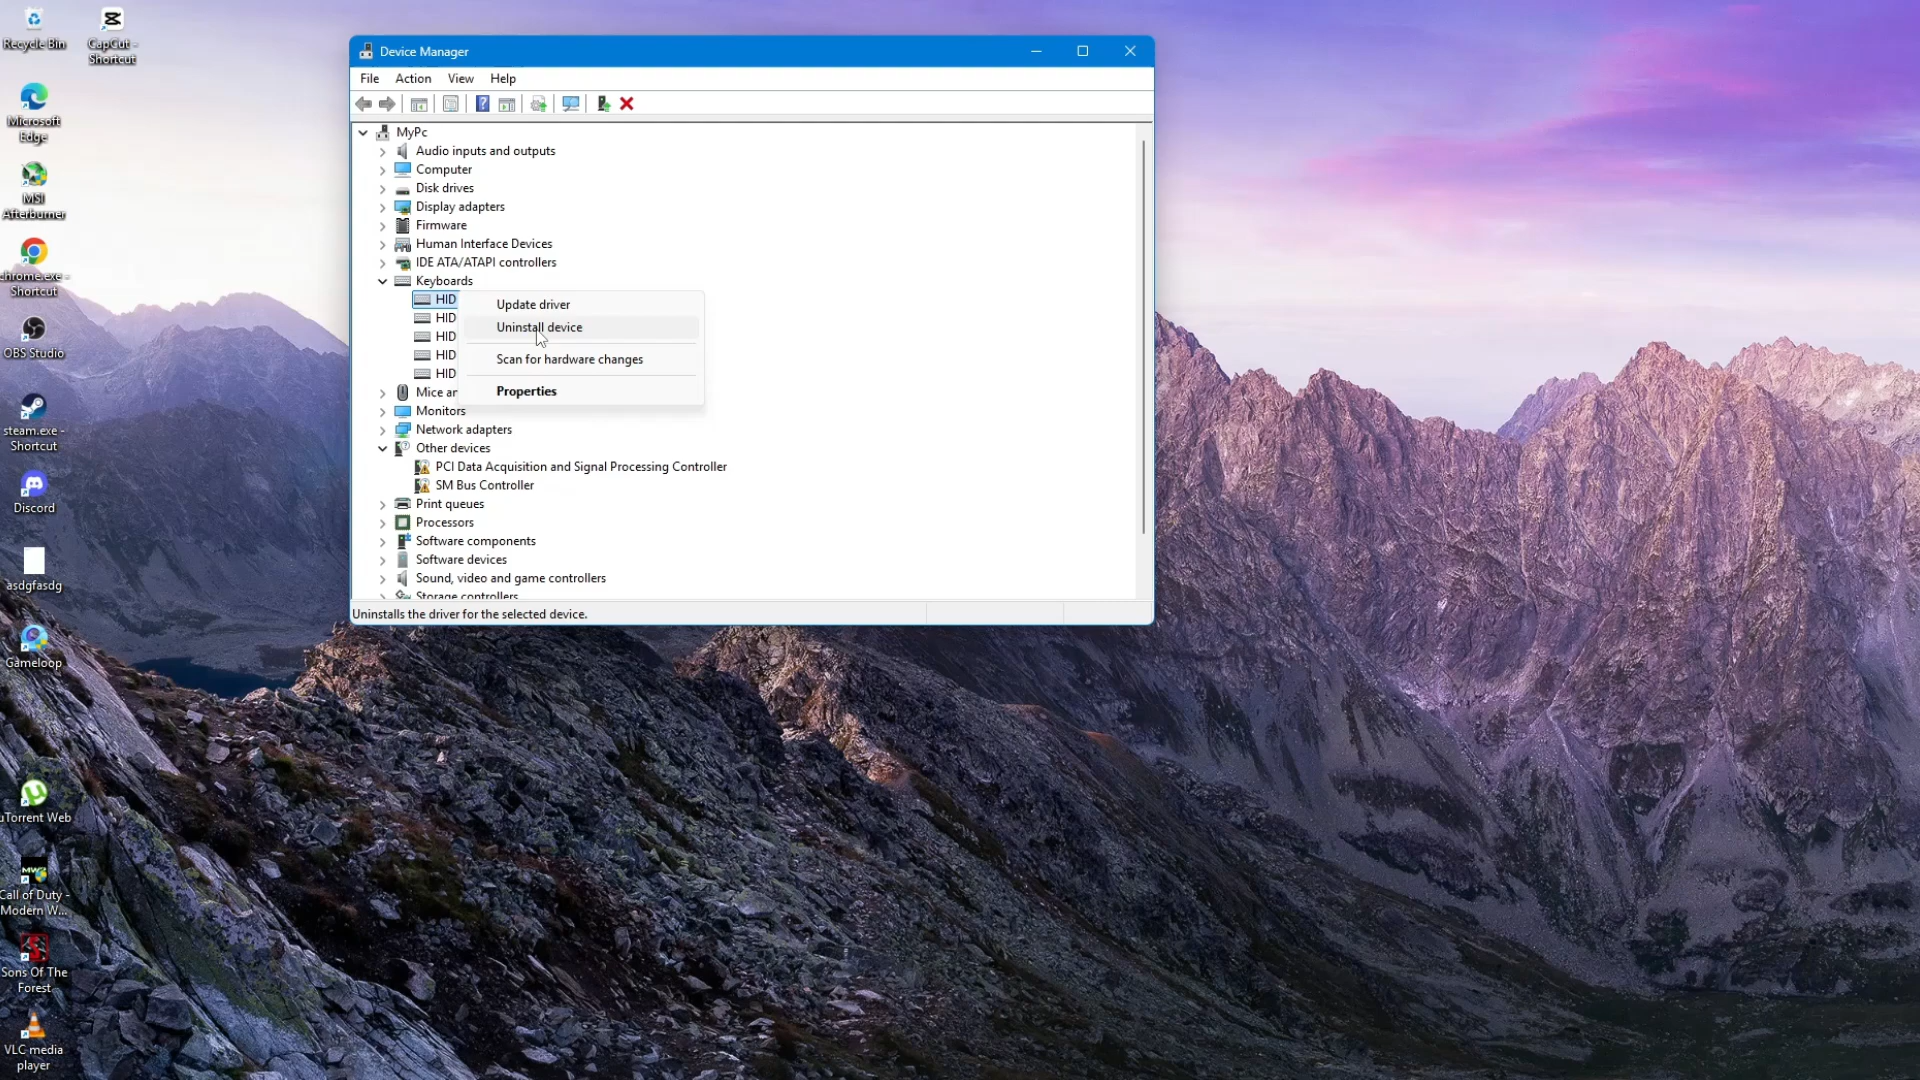 Recycle Bin
CapCut -
Shortcut
Microsoft
Edge
MSI
Afterburner
chrome.exe -
Shortcut
OBS Studio
steam.exe -
Shortcut
Discord
asdgfasdg
Gameloop
uTorrent Web
Call of Duty -
Modern W...
Sons Of The
Forest
VLC media
player
Device Manager
File Action View Help
MyPc
Audio inputs and outputs
Computer
Disk drives
Display adapters
Firmware
Human Interface Devices
IDE ATA/ATAPI controllers
Keyboards
HID
HID
HID
HID
HID
Update driver
Uninstall device
Scan for hardware changes
Properties
Mice ar
Monitors
Network adapters
Other devices
PCI Data Acquisition and Signal Processing Controller
SM Bus Controller
Print queues
Processors
Software components
Software devices
Sound, video and game controllers
Storage controllers
Uninstalls the driver for the selected device.